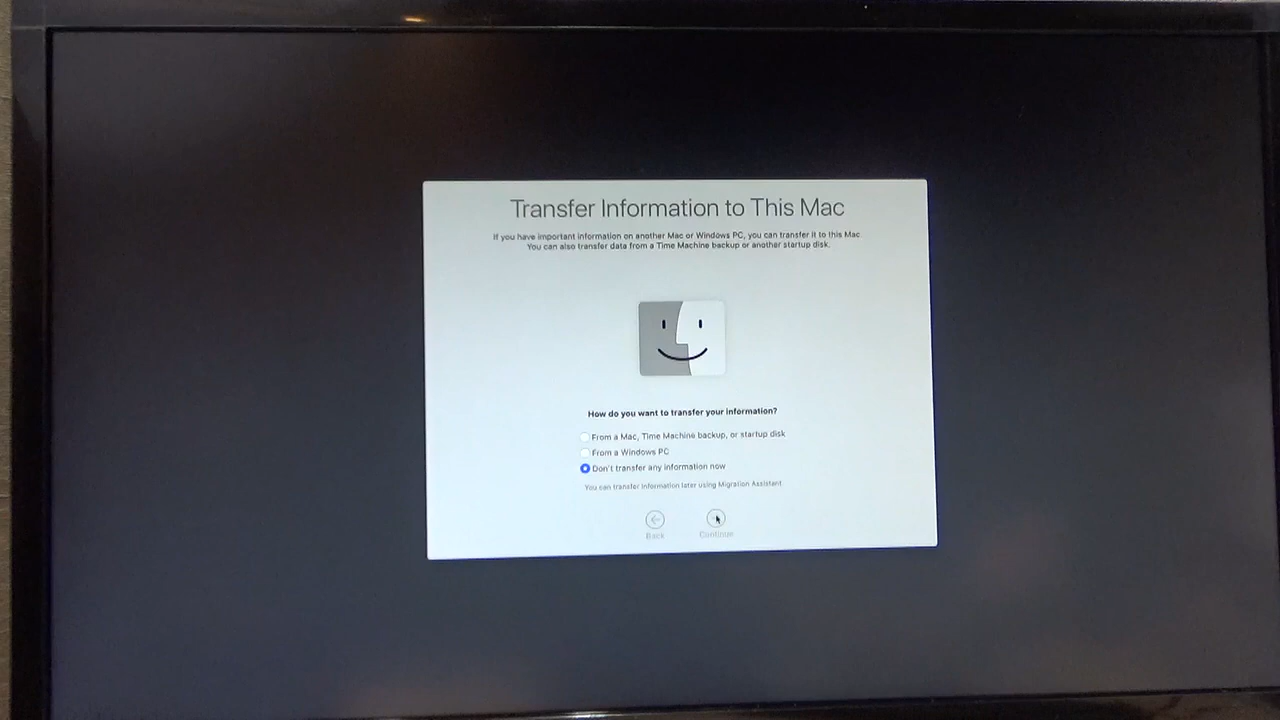 Transfer Information to This Mac
If you have important information on another Mac or Windows PC, you can transfer it to this Mac.
You can also transfer data from a Time Machine backup or another startup disk.
How do you want to transfer your information?
From a Mac, Time Machine backup, or startup disk
From a Windows PC
Don't transfer any information now
You can transfer information later using Migration Assistant
Back
Continue